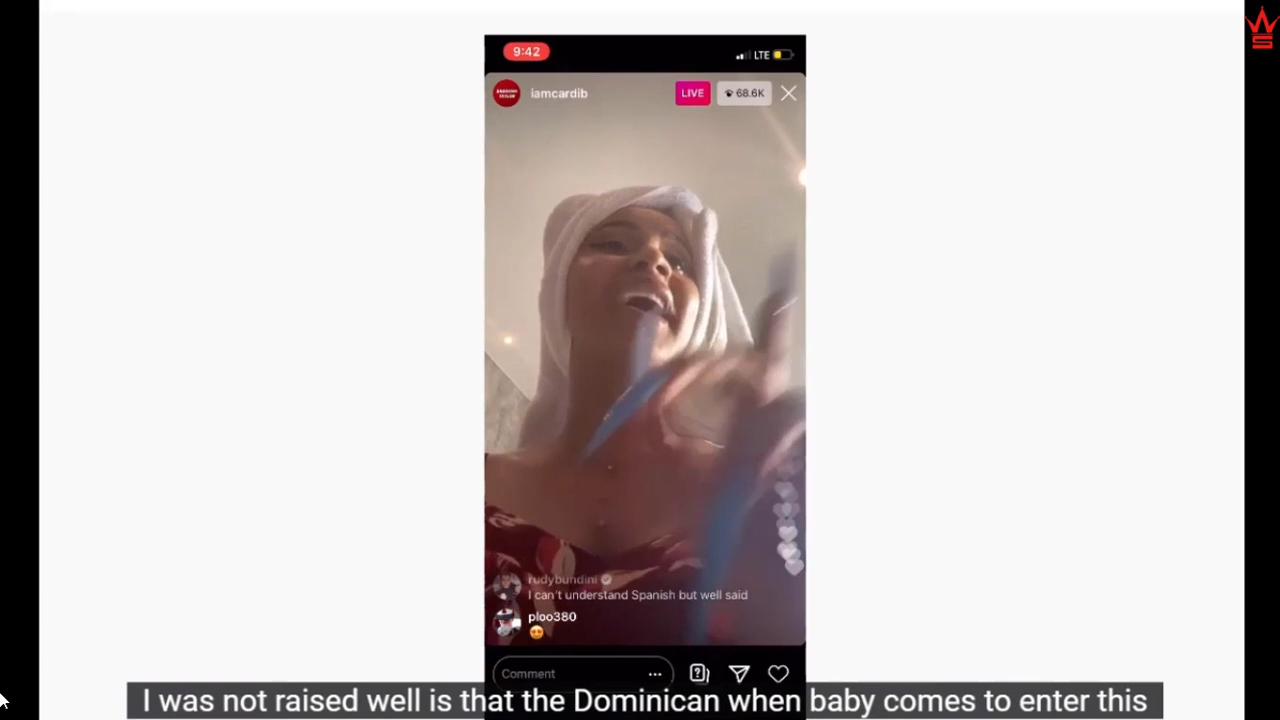 9:42
LTE
iamcardib
LIVE
68.6K
rudybundini
I can't understand Spanish but well said
ploo380
Comment
I was not raised well is that the Dominican when baby comes to enter this